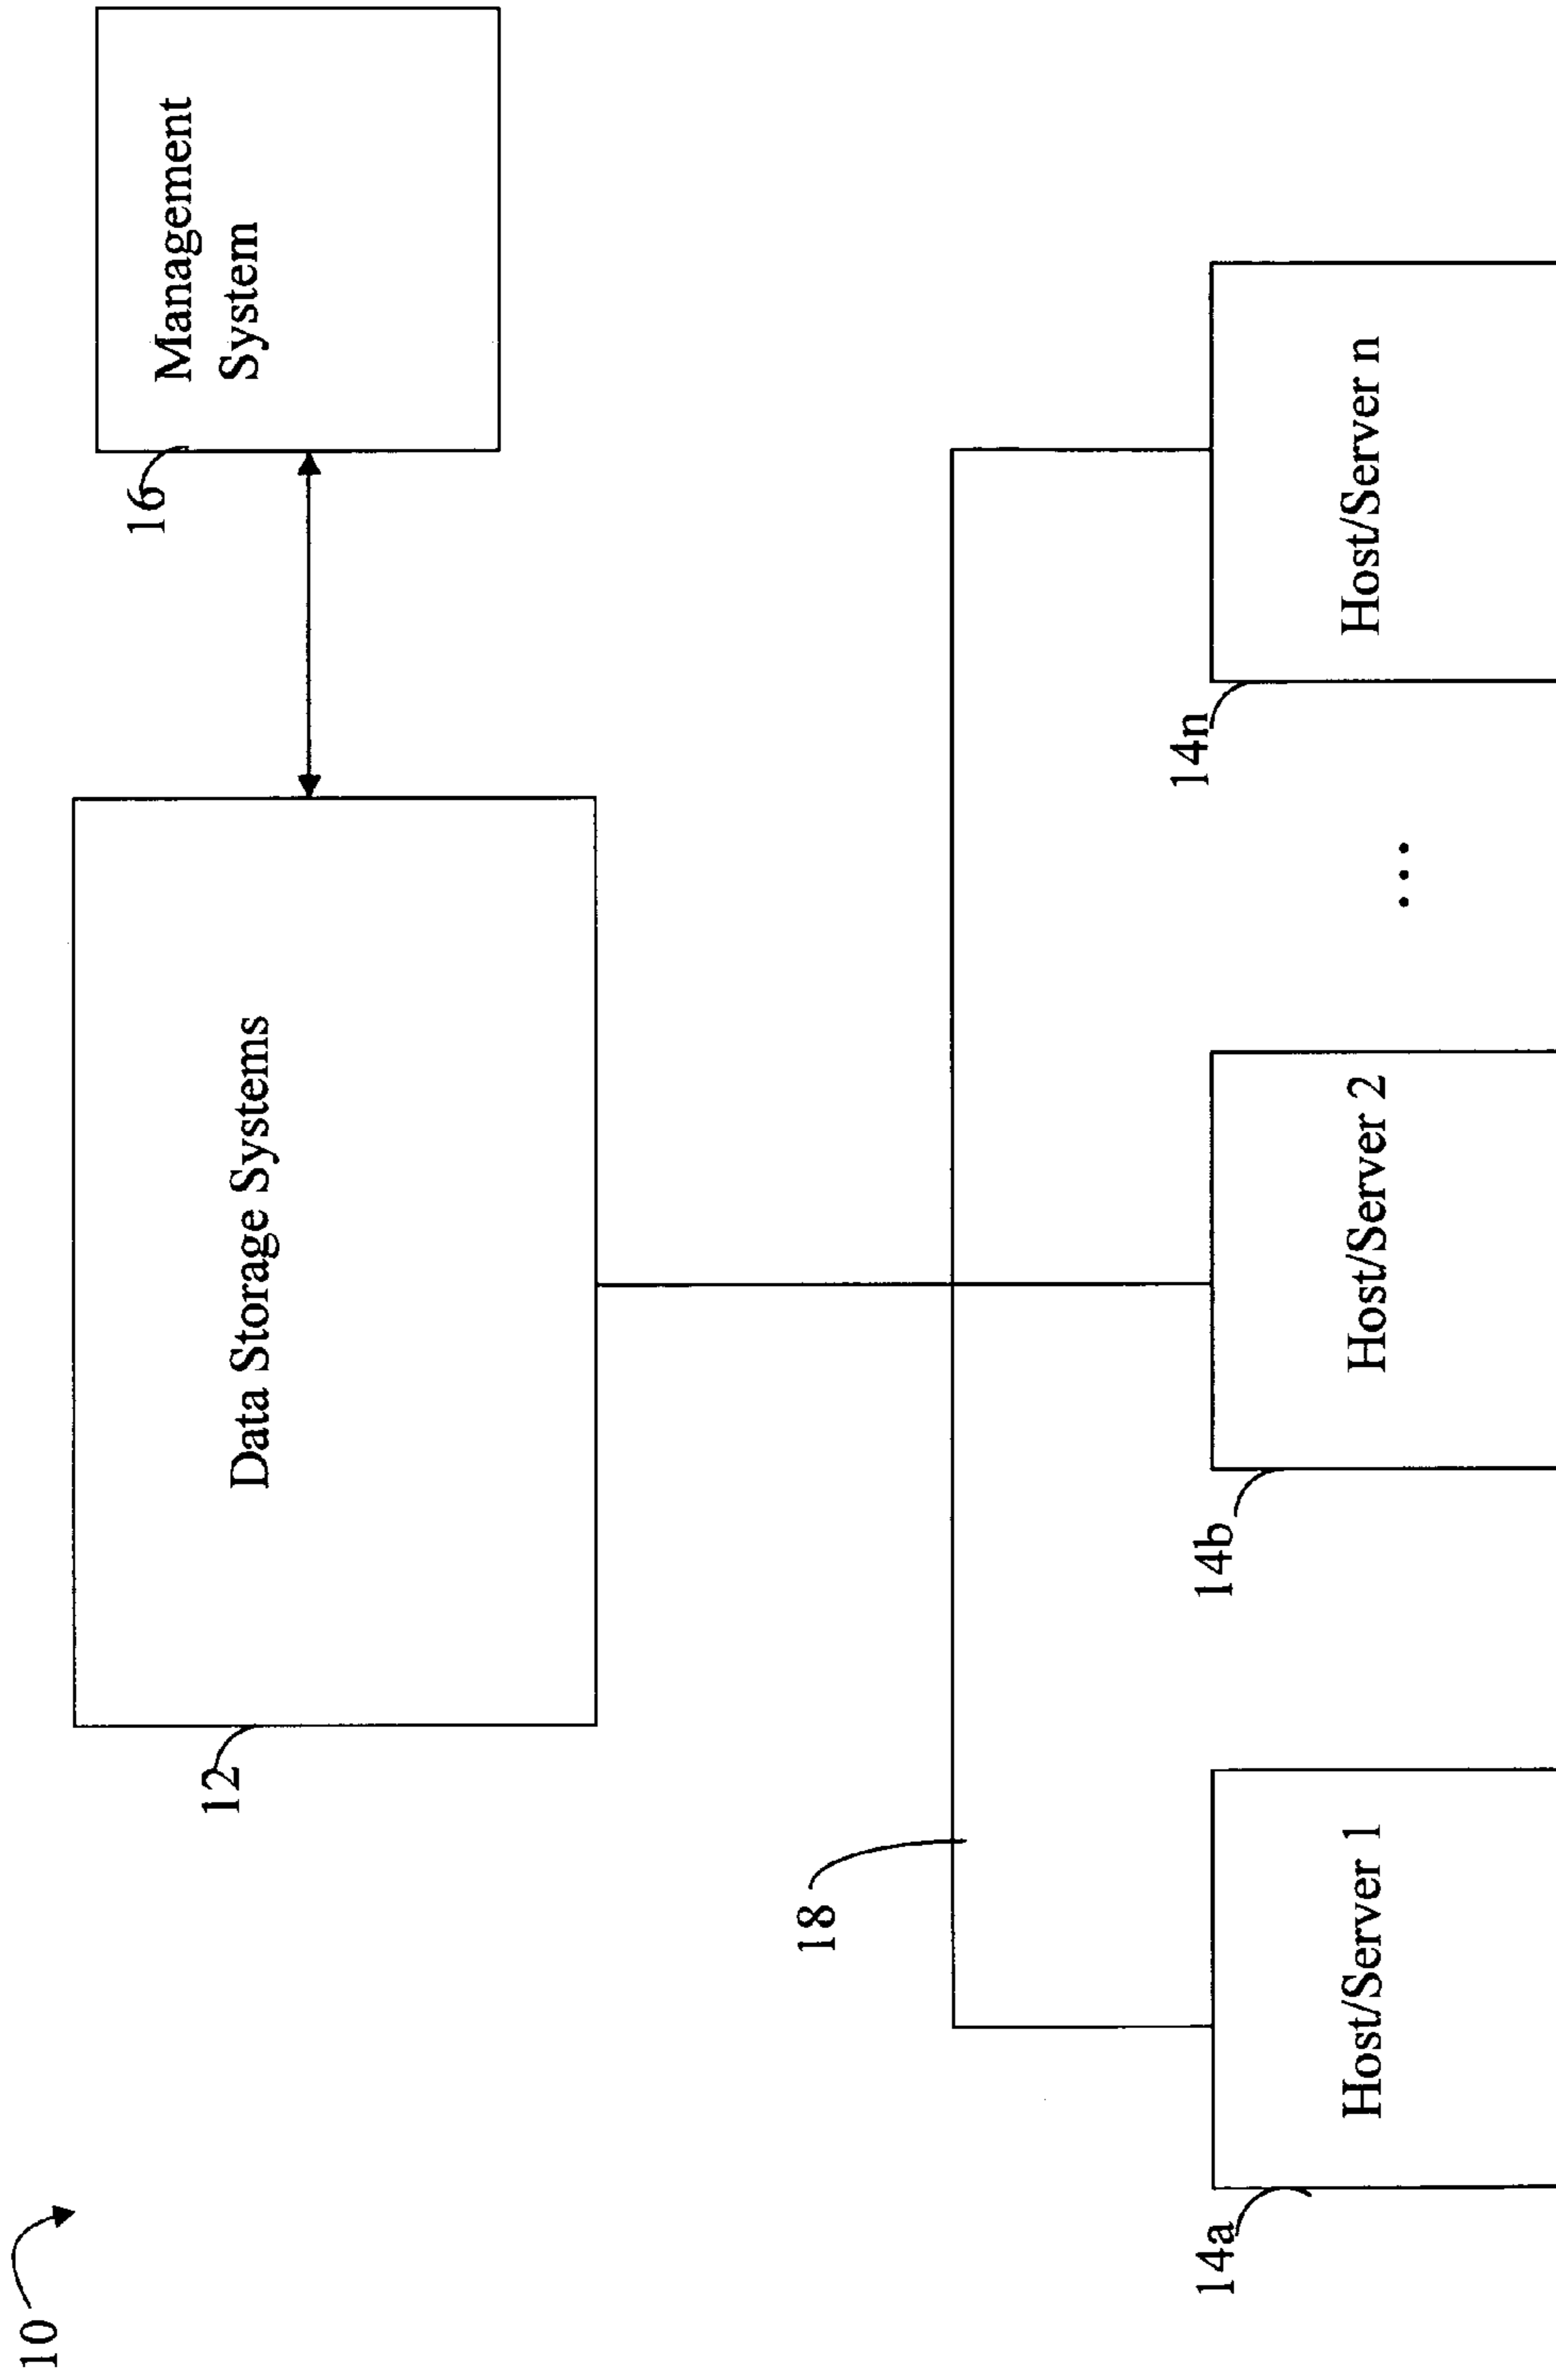 10
12
Data Storage Systems
16
Management
System
18
14a
Host/Server 1
14b
Host/Server 2
...
14n
Host/Server n